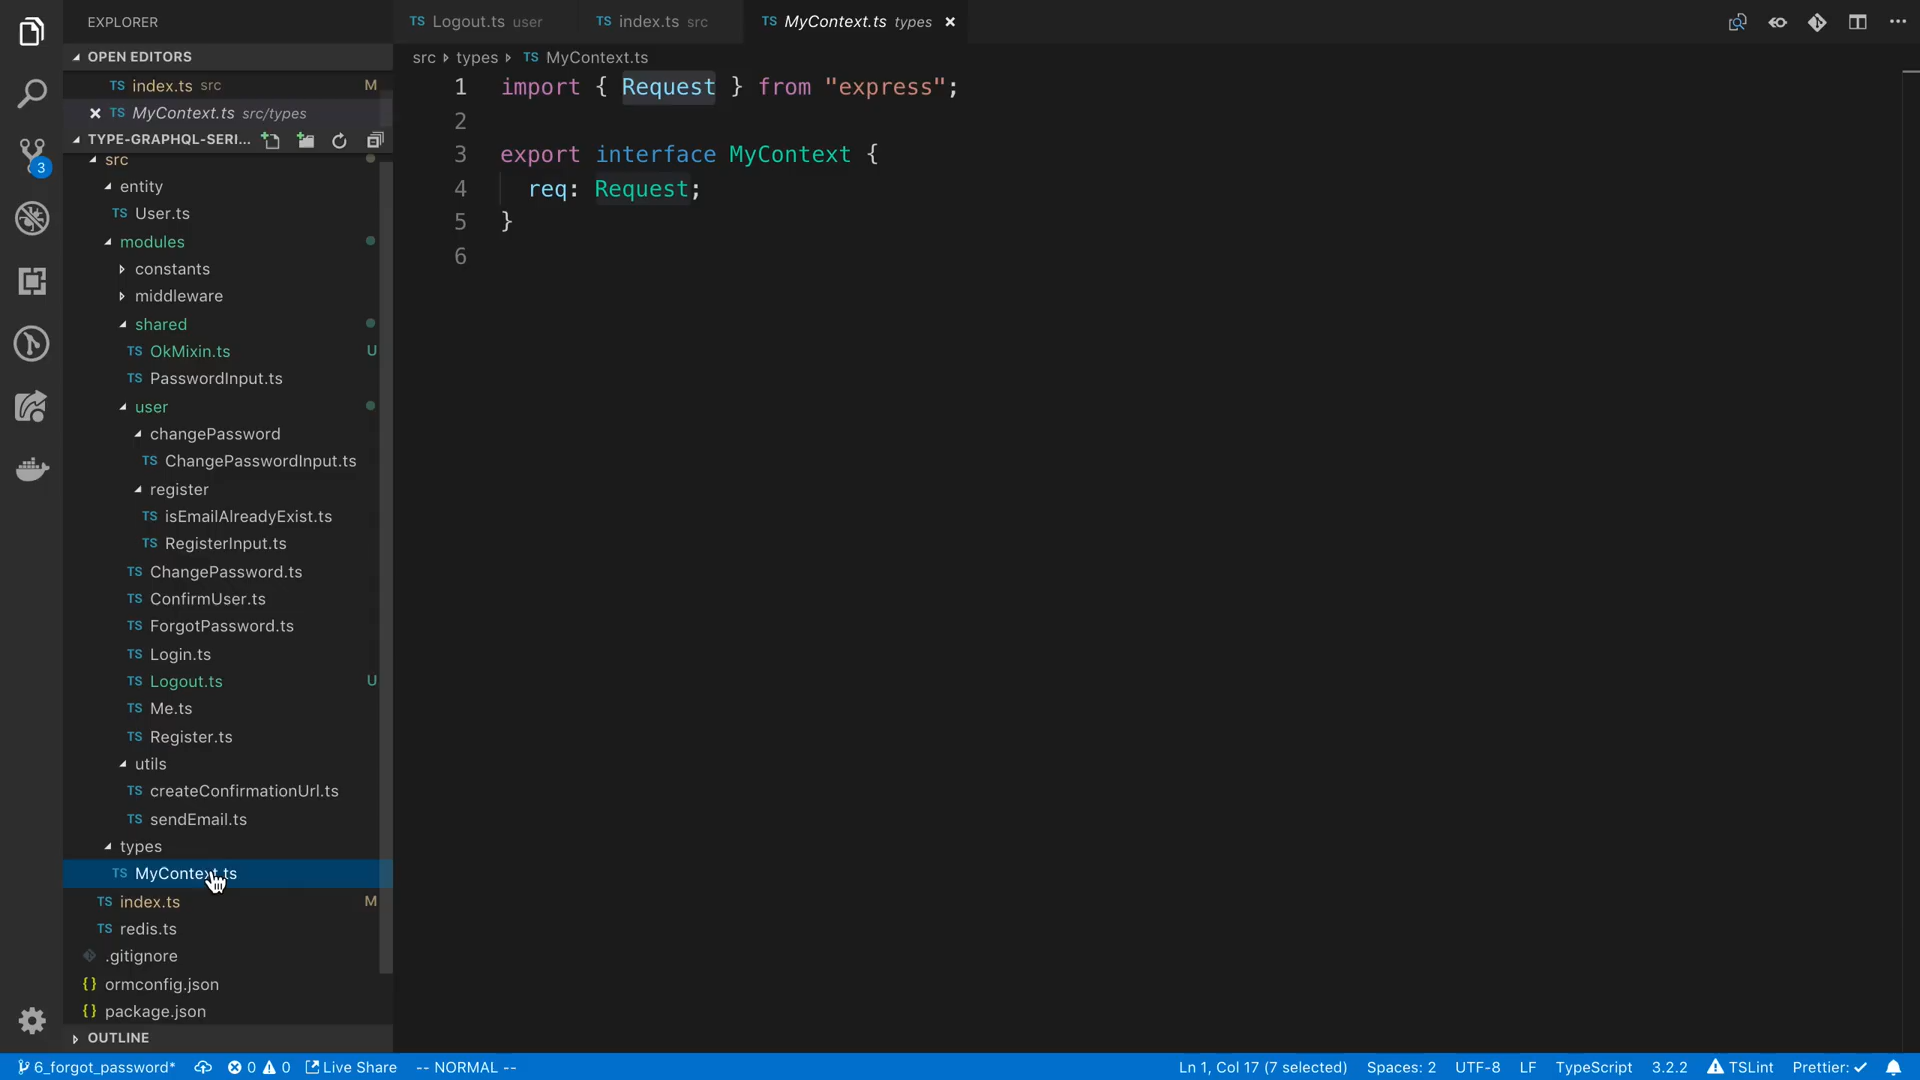 EXPLORER
OPEN EDITORS
TS index.ts src M
TS MyContext.ts src/types
TYPE-GRAPHQL-SERI...
src
entity
TS User.ts
modules
constants
middleware
shared
TS OkMixin.ts U
TS PasswordInput.ts
user
changePassword
TS ChangePasswordInput.ts
register
TS isEmailAlreadyExist.ts
TS RegisterInput.ts
TS ChangePassword.ts
TS ConfirmUser.ts
TS ForgotPassword.ts
TS Login.ts
TS Logout.ts U
TS Me.ts
TS Register.ts
utils
TS createConfirmationUrl.ts
TS sendEmail.ts
types
TS MyContext.ts
TS index.ts M
TS redis.ts
.gitignore
{} ormconfig.json
{} package.json
OUTLINE
3
TS Logout.ts user TS index.ts src TS MyContext.ts types
src TS types MyContext.ts
1 import { Request } from "express";
2
3 export interface MyContext {
4 req: Request;
5 }
6
6_forgot_password* 0 0 Live Share -- NORMAL -- Ln 1, Col 17 (7 selected) Spaces: 2 UTF-8 LF TypeScript 3.2.2 TSLint Prettier: ✓